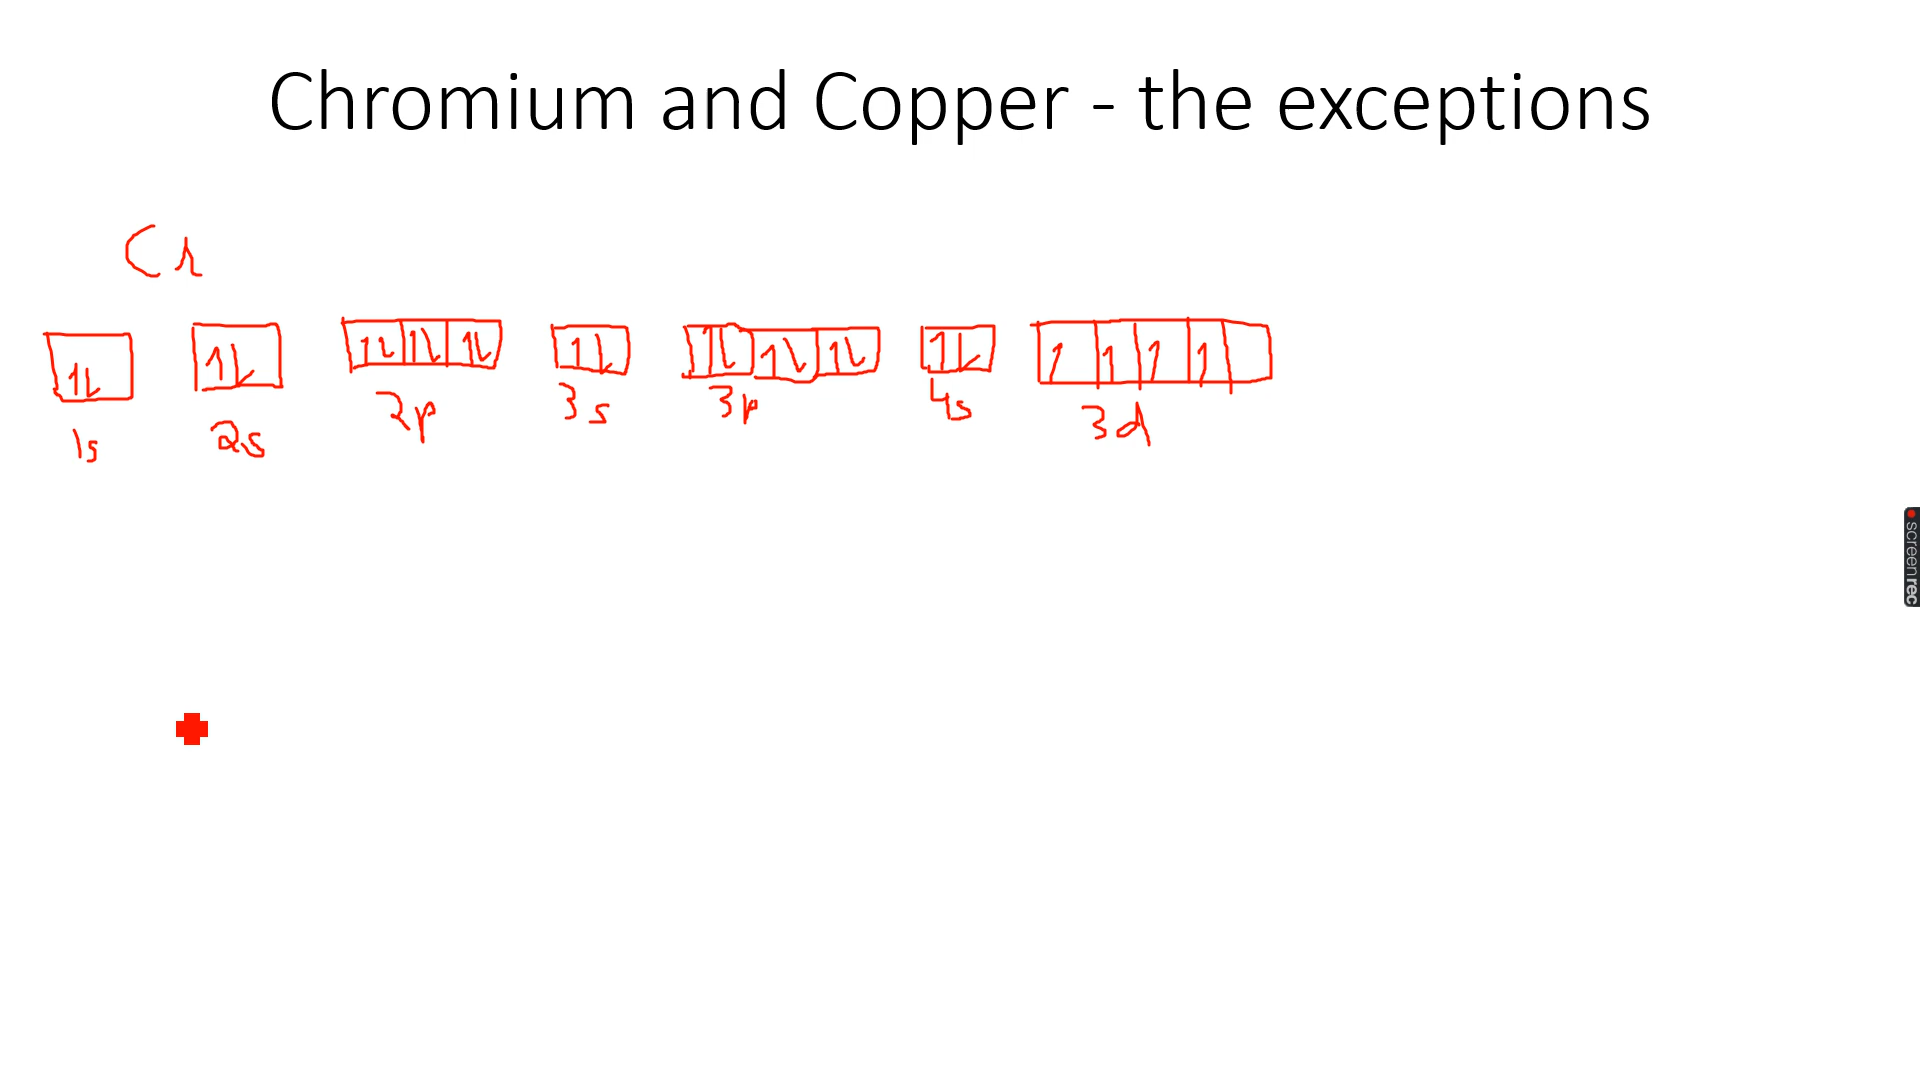 Chromium and Copper - the exceptions
Cr
1s 2s 2p 3s 3p 4s 3d
screenrec